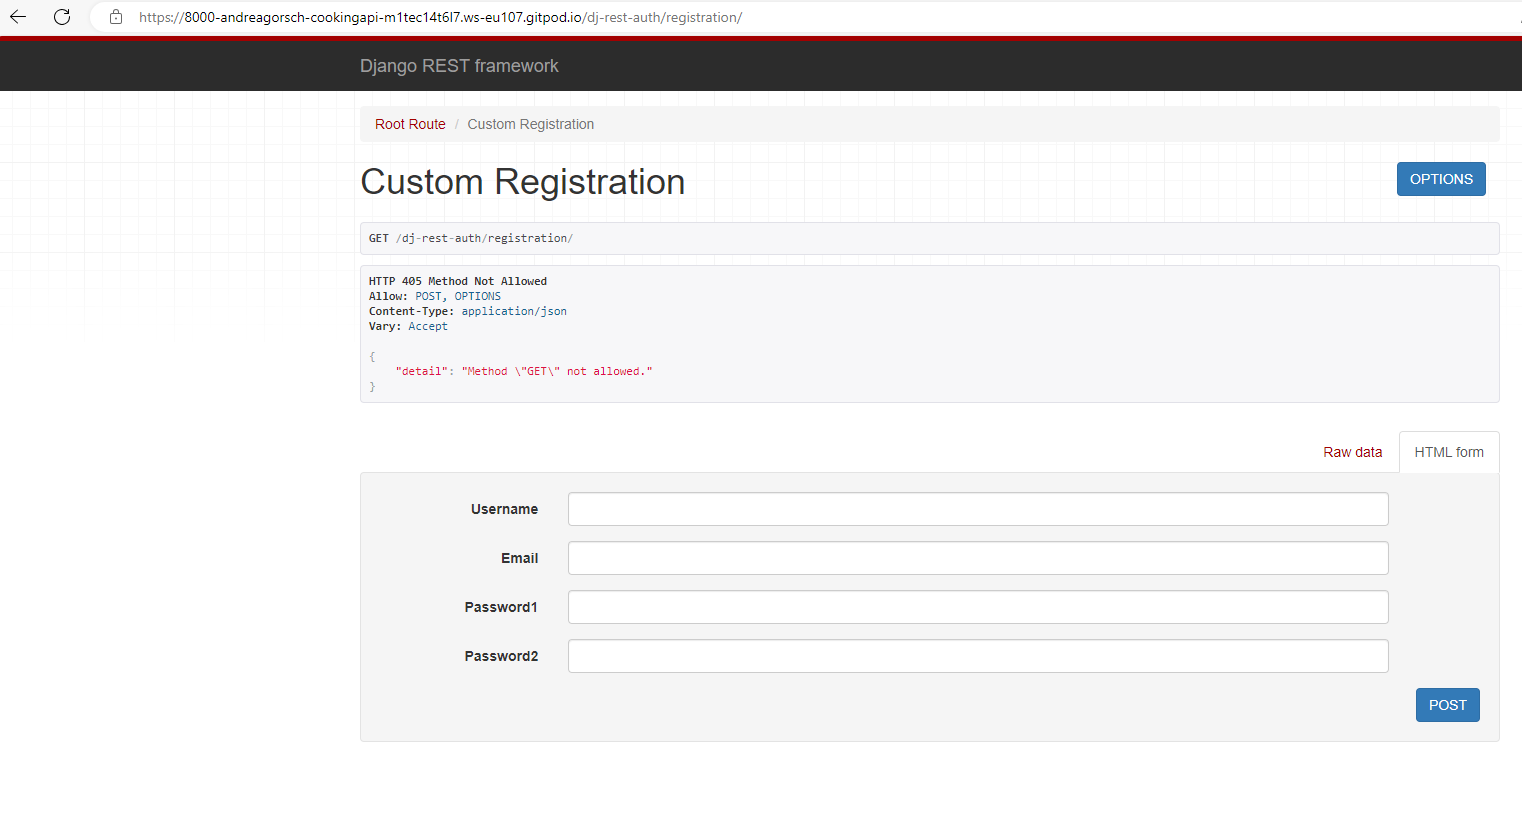 https://8000-andreagorsch-cookingapi-m1tec14t6l7.ws-eu107.gitpod.io/dj-rest-auth/registration/
Django REST framework
Root Route / Custom Registration
Custom Registration
OPTIONS
GET /dj-rest-auth/registration/
HTTP 405 Method Not Allowed
Allow: POST, OPTIONS
Content-Type: application/json
Vary: Accept
{
"detail": "Method \"GET\" not allowed."
}
Raw data HTML form
Username
Email
Password1
Password2
POST